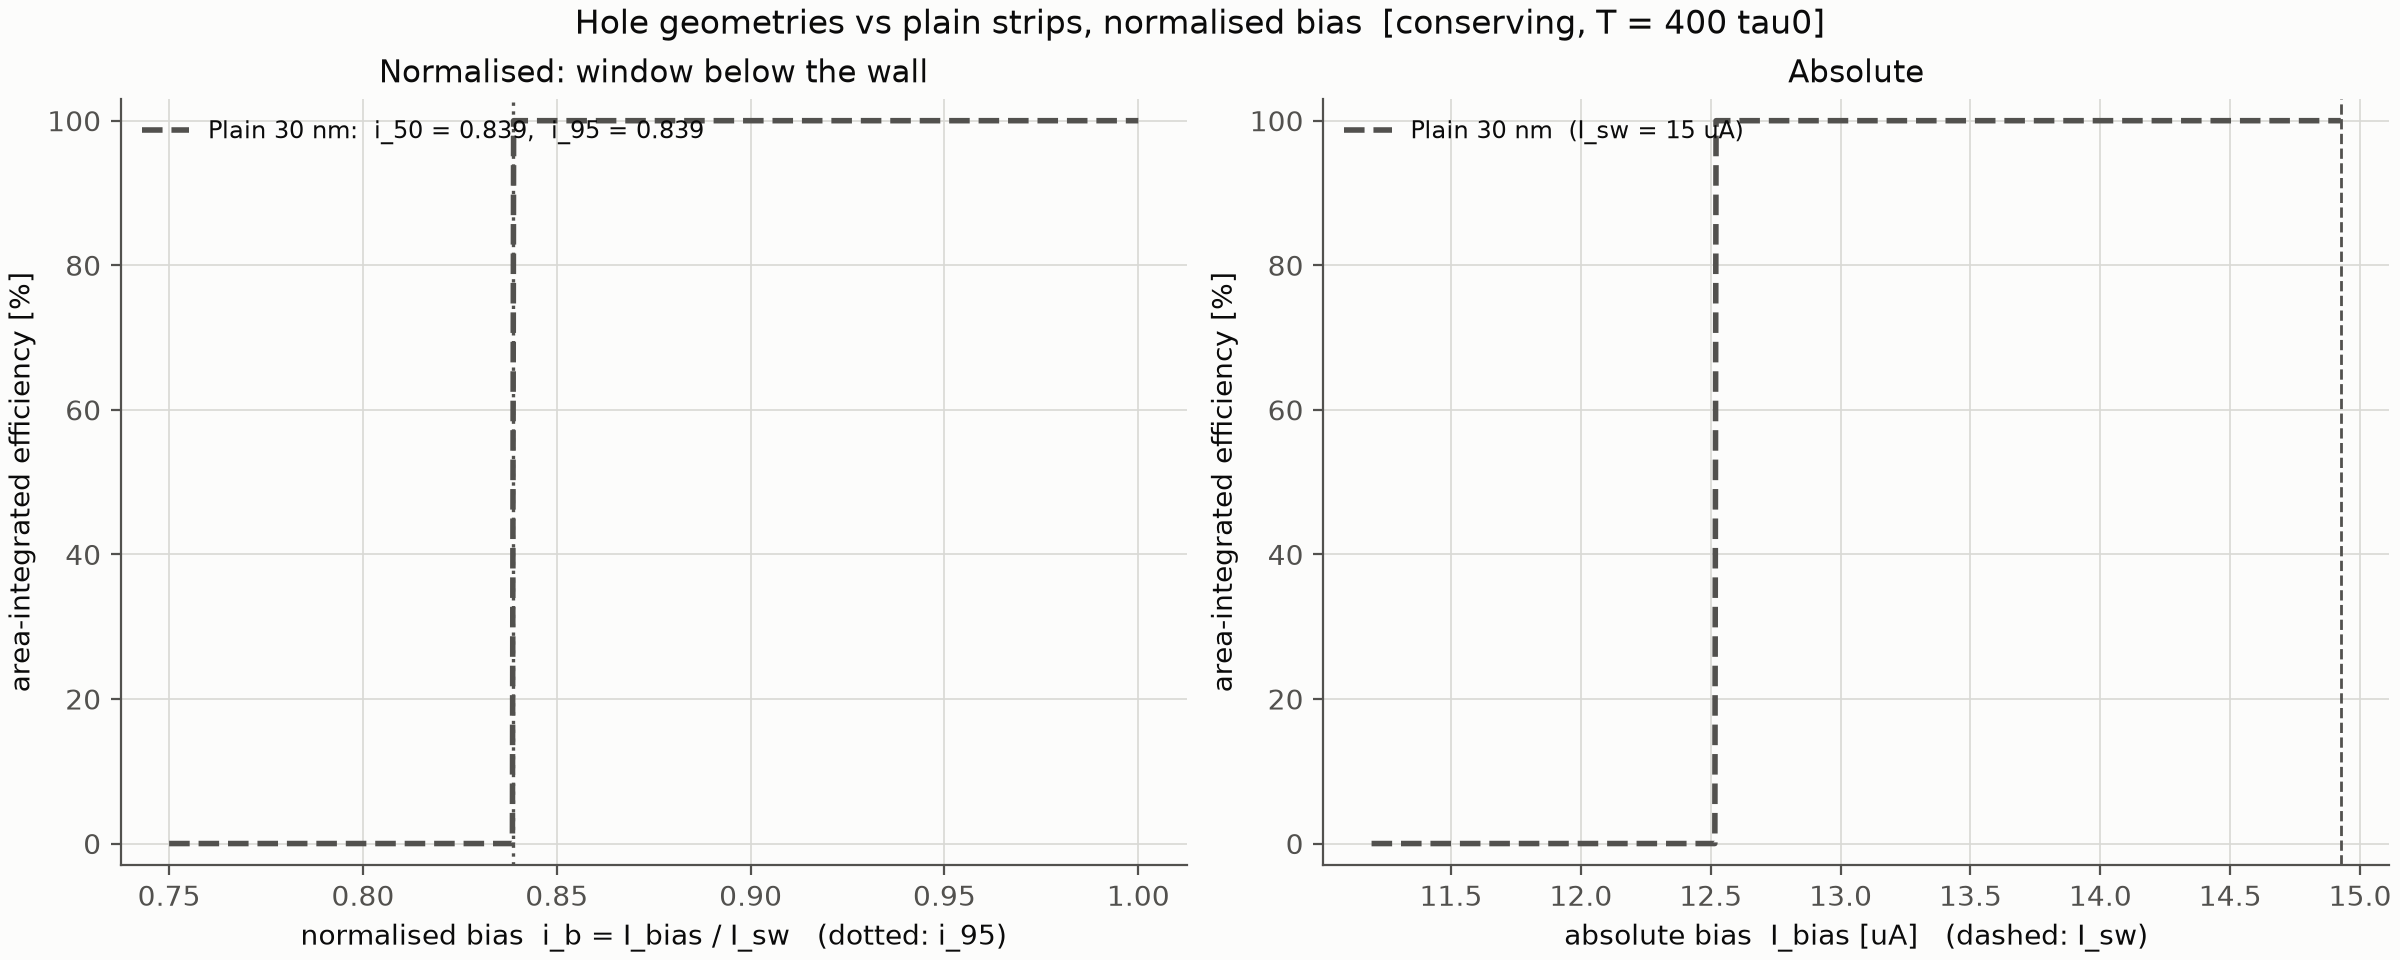 Hole geometries vs plain strips, normalised bias  [conserving, T = 400 tau0]
Normalised: window below the wall
area-integrated efficiency [%]
100
80
60
40
20
0
Plain 30 nm:  i_50 = 0.839,  i_95 = 0.839
0.75 0.80 0.85 0.90 0.95 1.00
normalised bias  i_b = I_bias / I_sw   (dotted: i_95)
Absolute
area-integrated efficiency [%]
100
80
60
40
20
0
Plain 30 nm  (I_sw = 15 uA)
11.5 12.0 12.5 13.0 13.5 14.0 14.5 15.0
absolute bias  I_bias [uA]   (dashed: I_sw)